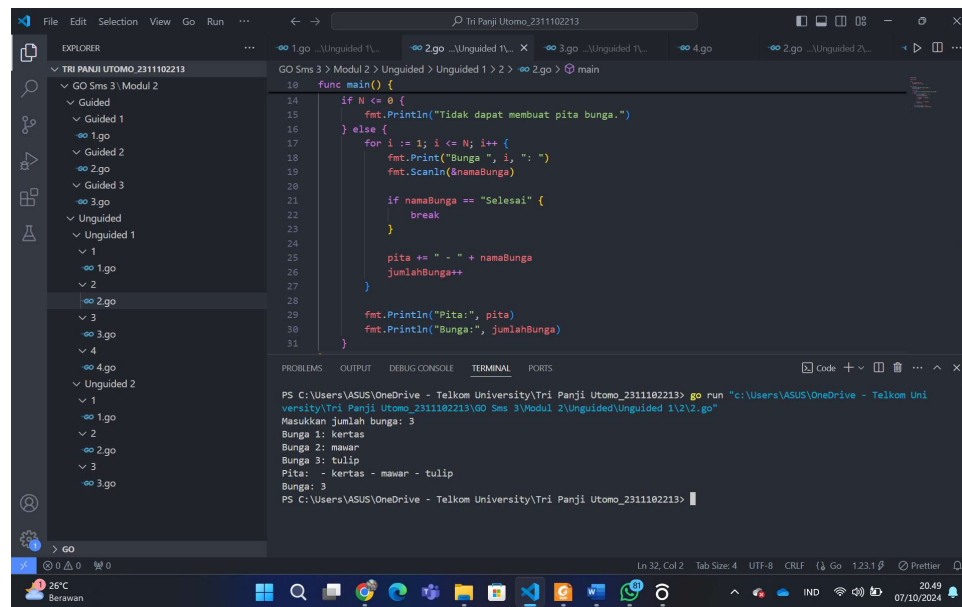 File Edit Selection View Go Run ···
Tri Panji Utomo_2311102213
EXPLORER ···
TRI PANJI UTOMO_2311102213
GO Sms 3 \ Modul 2
Guided
Guided 1
1.go
Guided 2
2.go
Guided 3
3.go
Unguided
Unguided 1
1
1.go
2
2.go
3
3.go
4
4.go
Unguided 2
1
1.go
2
2.go
3
3.go
GO
1.go ...\Unguided 1\... 2.go ...\Unguided 1\... 3.go ...\Unguided 1\... 4.go 2.go ...\Unguided 2\...
GO Sms 3 > Modul 2 > Unguided > Unguided 1 > 2 > 2.go > main
10 func main() {
14 if N <= 0 {
15 fmt.Println("Tidak dapat membuat pita bunga.")
16 } else {
17 for i := 1; i <= N; i++ {
18 fmt.Print("Bunga ", i, ": ")
19 fmt.Scanln(&namaBunga)
20
21 if namaBunga == "Selesai" {
22 break
23 }
24
25 pita += " - " + namaBunga
26 jumlahBunga++
27 }
28
29 fmt.Println("Pita:", pita)
30 fmt.Println("Bunga:", jumlahBunga)
31 }
PROBLEMS OUTPUT DEBUG CONSOLE TERMINAL PORTS Code
PS C:\Users\ASUS\OneDrive - Telkom University\Tri Panji Utomo_2311102213> go run "c:\Users\ASUS\OneDrive - Telkom Uni
versity\Tri Panji Utomo_2311102213\GO Sms 3\Modul 2\Unguided\Unguided 1\2\2.go"
Masukkan jumlah bunga: 3
Bunga 1: kertas
Bunga 2: mawar
Bunga 3: tulip
Pita:  - kertas - mawar - tulip
Bunga: 3
PS C:\Users\ASUS\OneDrive - Telkom University\Tri Panji Utomo_2311102213>
0 0 0 Ln 32, Col 2 Tab Size: 4 UTF-8 CRLF Go 1.23.1 Prettier
26°C
Berawan
81
IND
20.49
07/10/2024